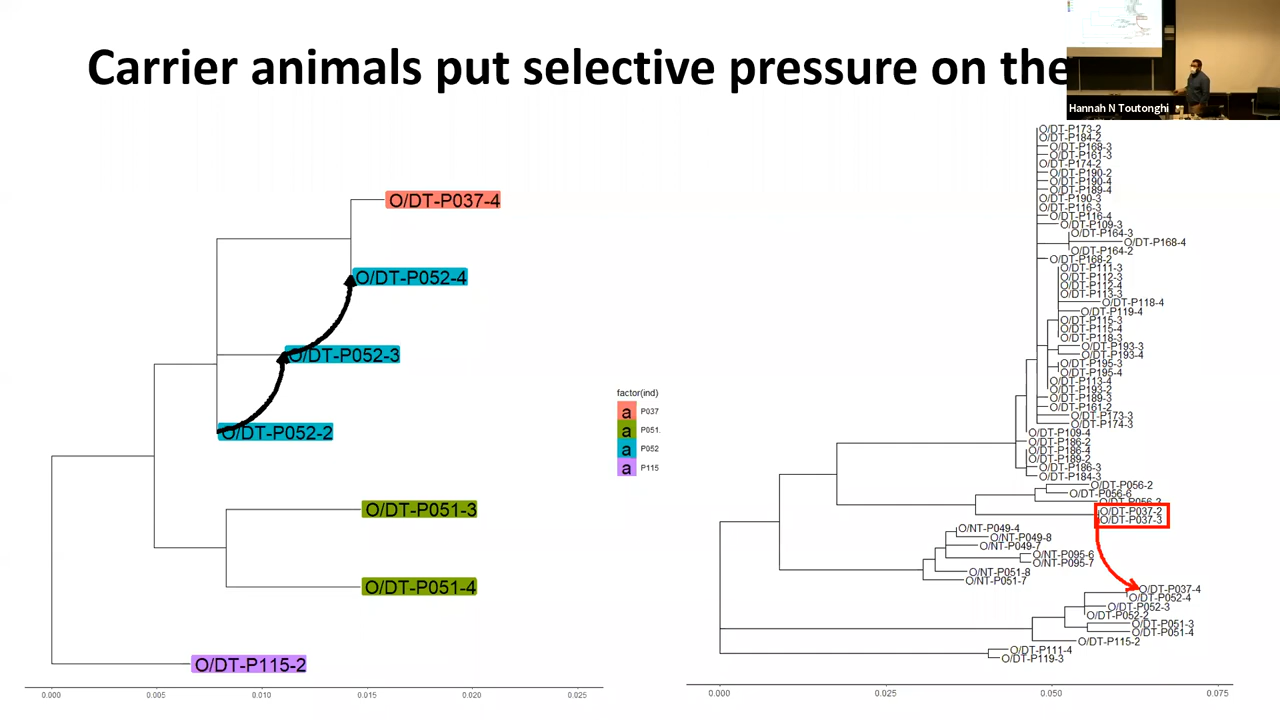 Carrier animals put selective pressure on the
Hannah N Toutonghi
O/DT-P037-4
O/DT-P052-4
O/DT-P052-3
O/DT-P052-2
O/DT-P051-3
O/DT-P051-4
O/DT-P115-2
0.000 0.005 0.010 0.015 0.020 0.025
factor(ind)
a P037
a P051.
a P052
a P115
O/DT-P173-2
O/DT-P184-2
O/DT-P168-3
O/DT-P161-3
O/DT-P174-2
O/DT-P190-2
O/DT-P190-4
O/DT-P189-4
O/DT-P190-3
O/DT-P116-3
O/DT-P116-4
O/DT-P109-3
O/DT-P164-3
O/DT-P168-4
O/DT-P164-2
O/DT-P168-2
O/DT-P111-3
O/DT-P112-3
O/DT-P112-4
O/DT-P113-3
O/DT-P118-4
O/DT-P119-4
O/DT-P115-3
O/DT-P115-4
O/DT-P118-3
O/DT-P193-3
O/DT-P193-4
O/DT-P195-3
O/DT-P195-4
O/DT-P113-4
O/DT-P193-2
O/DT-P189-3
O/DT-P161-2
O/DT-P173-3
O/DT-P174-3
O/DT-P109-4
O/DT-P186-2
O/DT-P186-4
O/DT-P189-2
O/DT-P186-3
O/DT-P184-3
O/DT-P056-2
O/DT-P056-6
O/DT-P037-2
O/DT-P037-3
O/NT-P049-4
O/NT-P049-8
O/NT-P049-7
O/NT-P095-6
O/NT-P095-7
O/NT-P051-8
O/NT-P051-7
O/DT-P037-4
O/DT-P052-4
O/DT-P052-3
O/DT-P052-2
O/DT-P051-3
O/DT-P051-4
O/DT-P115-2
O/DT-P111-4
O/DT-P119-3
0.000 0.025 0.050 0.075